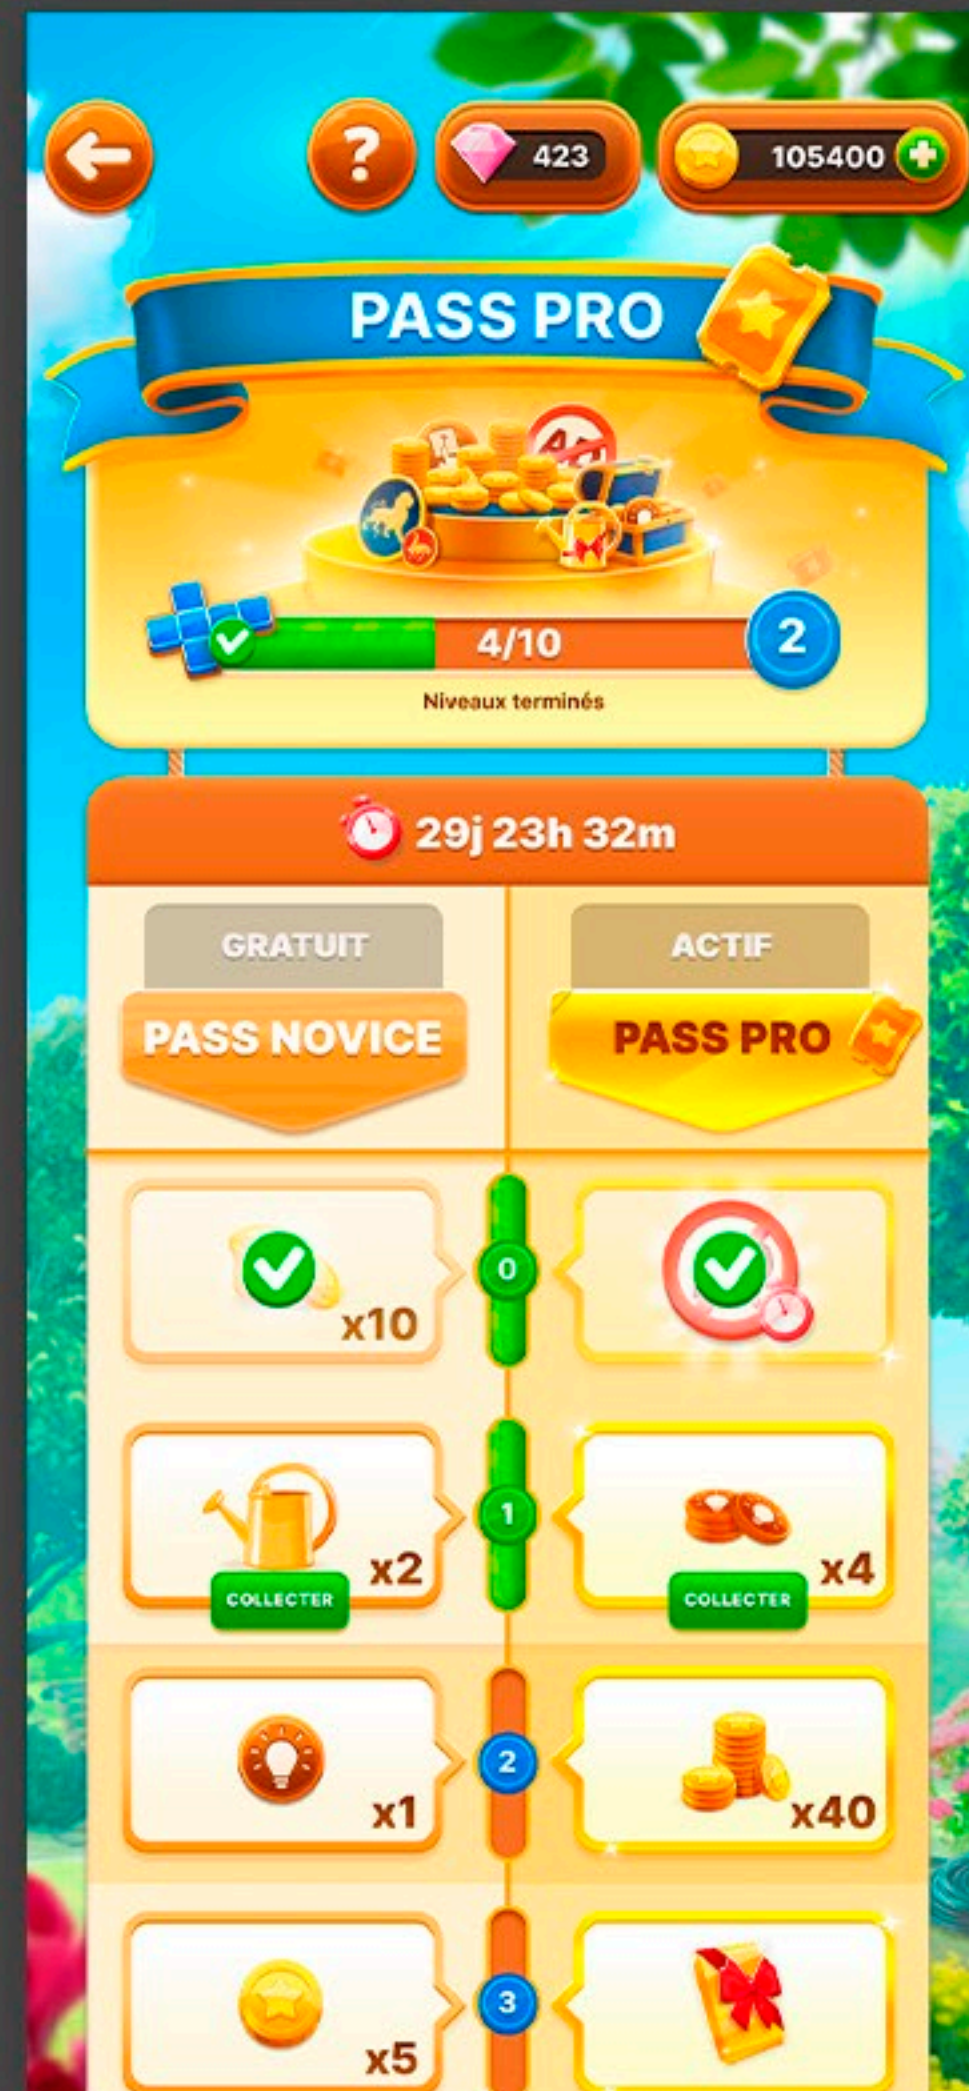 ?
423
105400
PASS PRO
4/10
2
Niveaux terminés
29j 23h 32m
GRATUIT
ACTIF
PASS NOVICE
PASS PRO
x10
0
1
x2
x4
COLLECTER
COLLECTER
2
x1
x40
3
x5